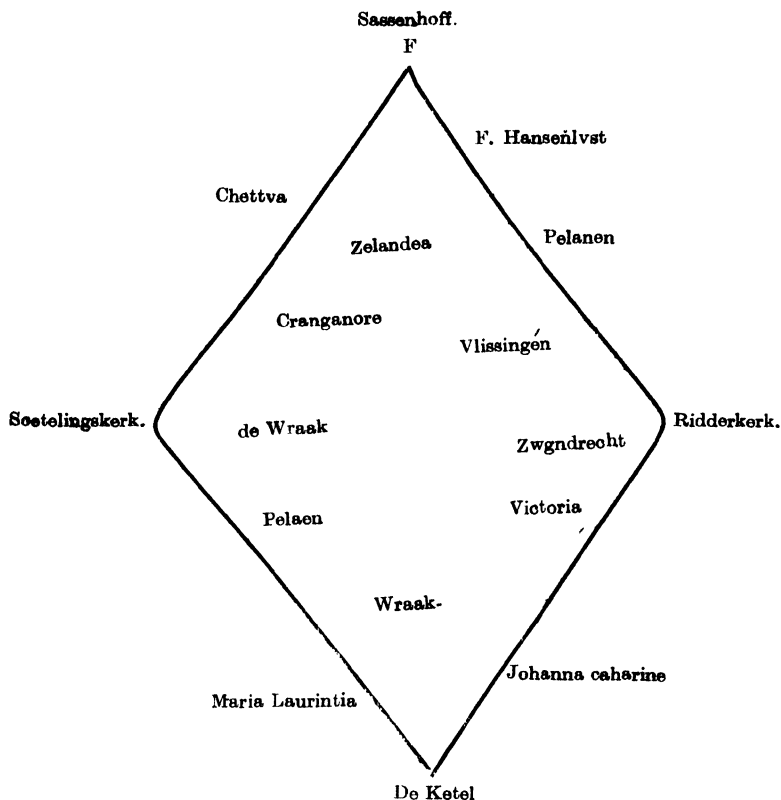 Sassenhoff.
F
F. Hansenlvst
Chettva
Pelanen
Zelandea
Cranganore
Vlissingen
Scetelingskerk.
de Wraak
Zwgndrecht
Ridderkerk.
Pelaen
Victoria
Wraak-
Johanna caharine
Maria Laurintia
De Ketel